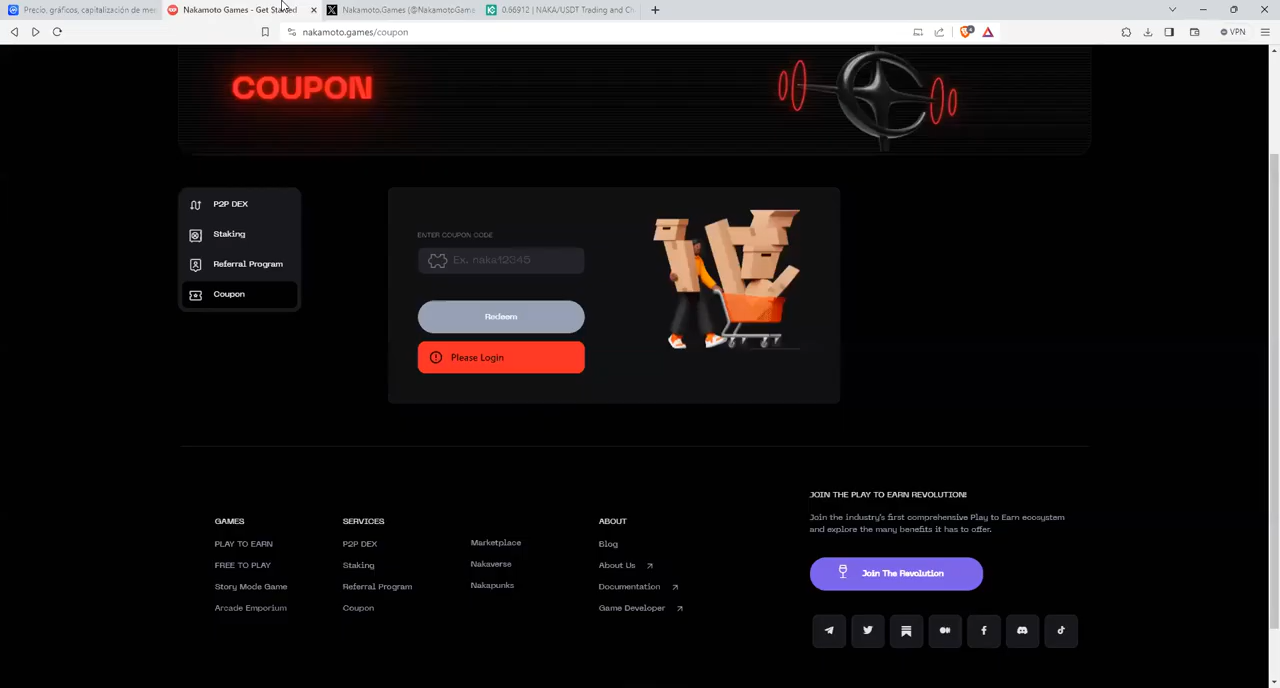 Precio, gráficos, capitalización de me
Nakamoto Games - Get Started
Nakamoto.Games (@NakamotoGam
0.66912 | NAKA/USDT Trading and Ch
nakamoto.games/coupon
4
VPN
COUPON
P2P DEX
Staking
Referral Program
Coupon
ENTER COUPON CODE
Ex. naka12345
Redeem
Please Login
JOIN THE PLAY TO EARN REVOLUTION!
Join the industry's first comprehensive Play to Earn ecosystem
and explore the many benefits it has to offer.
Join The Revolution
GAMES
PLAY TO EARN
FREE TO PLAY
Story Mode Game
Arcade Emporium
SERVICES
P2P DEX
Staking
Referral Program
Coupon
Marketplace
Nakaverse
Nakapunks
ABOUT
Blog
About Us
Documentation
Game Developer